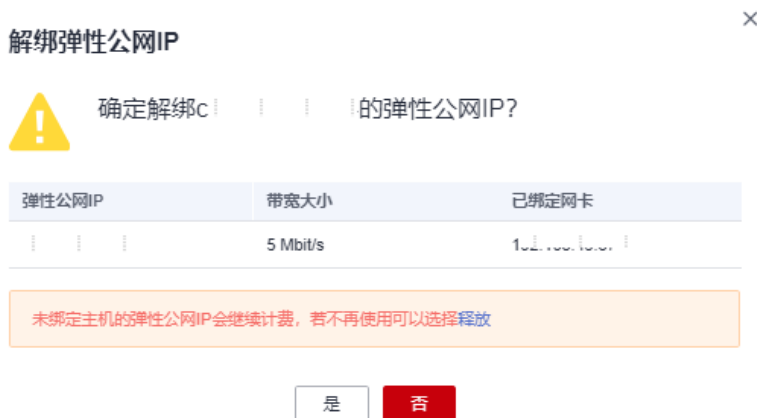 解绑弹性公网IP
确定解绑c的弹性公网IP?
弹性公网IP 带宽大小 已绑定网卡
5 Mbit/s
未绑定主机的弹性公网IP会继续计费，若不再使用可以选择释放
是 否